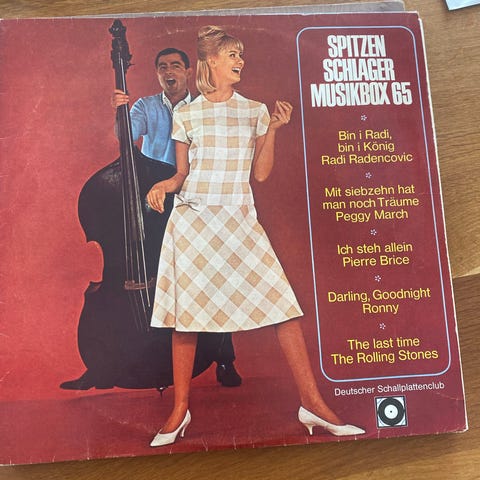 SPITZEN
SCHLAGER
MUSIKBOX 65
Bin i Radi,
bin i König
Radi Radencovic
Mit siebzehn hat
man noch Träume
Peggy March
Ich steh allein
Pierre Brice
Darling, Goodnight
Ronny
The last time
The Rolling Stones
Deutscher Schallplattenclub